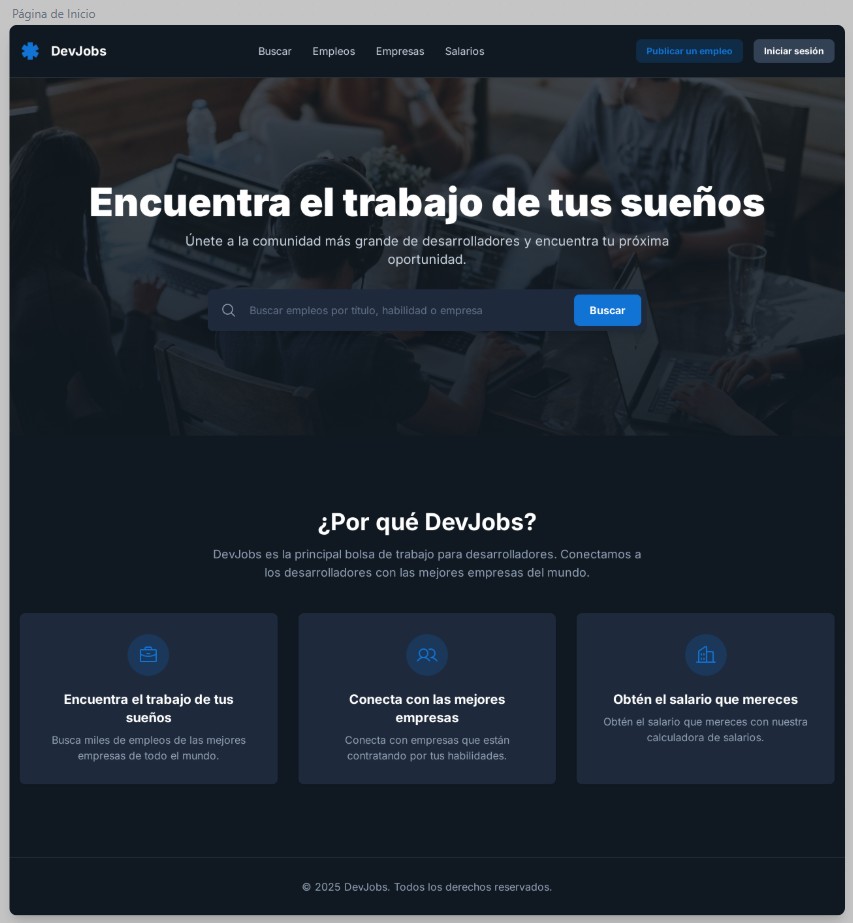 Página de Inicio
DevJobs
Buscar
Empleos
Empresas
Salarios
Publicar un empleo
Iniciar sesión
Encuentra el trabajo de tus sueños
Únete a la comunidad más grande de desarrolladores y encuentra tu próxima
oportunidad.
Buscar empleos por título, habilidad o empresa
Buscar
¿Por qué DevJobs?
DevJobs es la principal bolsa de trabajo para desarrolladores. Conectamos a
los desarrolladores con las mejores empresas del mundo.
Encuentra el trabajo de tus
sueños
Busca miles de empleos de las mejores
empresas de todo el mundo.
Conecta con las mejores
empresas
Conecta con empresas que están
contratando por tus habilidades.
Obtén el salario que mereces
Obtén el salario que mereces con nuestra
calculadora de salarios.
© 2025 DevJobs. Todos los derechos reservados.